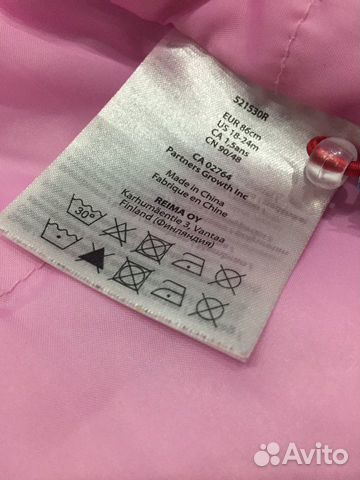 521530R
EUR 86cm
US 18-24m
CA 1,5ans
CN 90/48
CA 02764
Partners Growth Inc
Made in China
Fabrique en Chine
REIMA OY
Karhumäentie 3, Vantaa
Finland (Финляндия)
30°
Avito